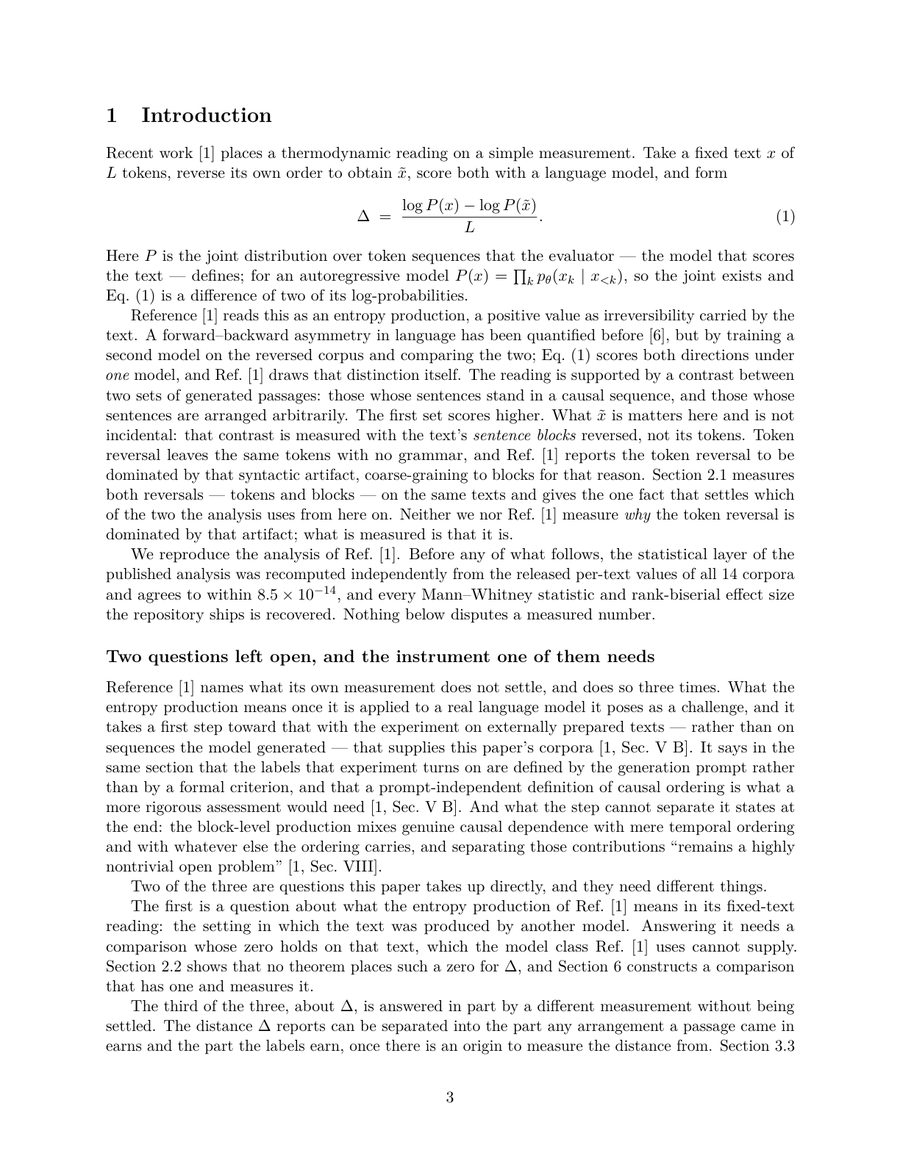 1 Introduction
Recent work [1] places a thermodynamic reading on a simple measurement. Take a fixed text x of
L tokens, reverse its own order to obtain x̃, score both with a language model, and form
Δ = (log P(x) − log P(x̃)) / L. (1)
Here P is the joint distribution over token sequences that the evaluator — the model that scores
the text — defines; for an autoregressive model P(x) = ∏ₖ pθ(xₖ | x<ₖ), so the joint exists and
Eq. (1) is a difference of two of its log-probabilities.
Reference [1] reads this as an entropy production, a positive value as irreversibility carried by the
text. A forward–backward asymmetry in language has been quantified before [6], but by training a
second model on the reversed corpus and comparing the two; Eq. (1) scores both directions under
one model, and Ref. [1] draws that distinction itself. The reading is supported by a contrast between
two sets of generated passages: those whose sentences stand in a causal sequence, and those whose
sentences are arranged arbitrarily. The first set scores higher. What x̃ is matters here and is not
incidental: that contrast is measured with the text's sentence blocks reversed, not its tokens. Token
reversal leaves the same tokens with no grammar, and Ref. [1] reports the token reversal to be
dominated by that syntactic artifact, coarse-graining to blocks for that reason. Section 2.1 measures
both reversals — tokens and blocks — on the same texts and gives the one fact that settles which
of the two the analysis uses from here on. Neither we nor Ref. [1] measure why the token reversal is
dominated by that artifact; what is measured is that it is.
We reproduce the analysis of Ref. [1]. Before any of what follows, the statistical layer of the
published analysis was recomputed independently from the released per-text values of all 14 corpora
and agrees to within 8.5 × 10⁻¹⁴, and every Mann–Whitney statistic and rank-biserial effect size
the repository ships is recovered. Nothing below disputes a measured number.
Two questions left open, and the instrument one of them needs
Reference [1] names what its own measurement does not settle, and does so three times. What the
entropy production means once it is applied to a real language model it poses as a challenge, and it
takes a first step toward that with the experiment on externally prepared texts — rather than on
sequences the model generated — that supplies this paper's corpora [1, Sec. V B]. It says in the
same section that the labels that experiment turns on are defined by the generation prompt rather
than by a formal criterion, and that a prompt-independent definition of causal ordering is what a
more rigorous assessment would need [1, Sec. V B]. And what the step cannot separate it states at
the end: the block-level production mixes genuine causal dependence with mere temporal ordering
and with whatever else the ordering carries, and separating those contributions “remains a highly
nontrivial open problem” [1, Sec. VIII].
Two of the three are questions this paper takes up directly, and they need different things.
The first is a question about what the entropy production of Ref. [1] means in its fixed-text
reading: the setting in which the text was produced by another model. Answering it needs a
comparison whose zero holds on that text, which the model class Ref. [1] uses cannot supply.
Section 2.2 shows that no theorem places such a zero for Δ, and Section 6 constructs a comparison
that has one and measures it.
The third of the three, about Δ, is answered in part by a different measurement without being
settled. The distance Δ reports can be separated into the part any arrangement a passage came in
earns and the part the labels earn, once there is an origin to measure the distance from. Section 3.3
3